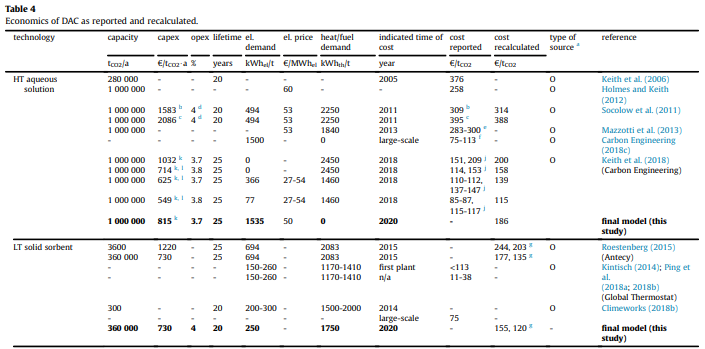 Table 4
Economics of DAC as reported and recalculated.
technology capacity capex opex lifetime el. demand el. price heat/fuel demand indicated time of cost cost reported cost recalculated type of source a reference
tCO2/a €/tCO2·a % years kWhel/t €/MWhel kWhth/t year €/tCO2 €/tCO2
HT aqueous solution 280 000 - - 20 - - - 2005 376 O Keith et al. (2006)
1 000 000 - - - 60 - - 258 O Holmes and Keith (2012)
1 000 000 1583 b 4 d 20 494 53 2250 2011 309 b 314 O Socolow et al. (2011)
1 000 000 2086 c 4 d 20 494 53 2250 2011 395 c 388
1 000 000 - 53 1840 2013 283-300 e O Mazzotti et al. (2013)
- - - - 1500 - 0 large-scale 75-113 f O Carbon Engineering (2018c)
1 000 000 1032 k 3.7 25 0 - 2450 2018 151, 209 j 200 O Keith et al. (2018)
1 000 000 714 k, l 3.8 25 0 - 2450 2018 114, 153 j 158 (Carbon Engineering)
1 000 000 625 k, l 3.7 25 366 27-54 1460 2018 110-112, 137-147 j 139
1 000 000 549 k, l 3.8 25 77 27-54 1460 2018 85-87, 115-117 j 115
1 000 000 815 k 3.7 25 1535 50 0 2020 - 186 final model (this study)
LT solid sorbent 3600 1220 - 25 694 - 2083 2015 - 244, 203 g O Roestenberg (2015)
360 000 730 - 25 694 - 2083 2015 - 177, 135 g (Antecy)
- - - - 150-260 - 1170-1410 first plant <113 O Kintisch (2014); Ping et al.
- - - - 150-260 - 1170-1410 n/a 11-38 (2018a; 2018b)
(Global Thermostat)
300 - - 20 200-300 - 1500-2000 2014 - O Climeworks (2018b)
- - - - - - - large-scale 75
360 000 730 4 20 250 - 1750 2020 - 155, 120 g - final model (this study)